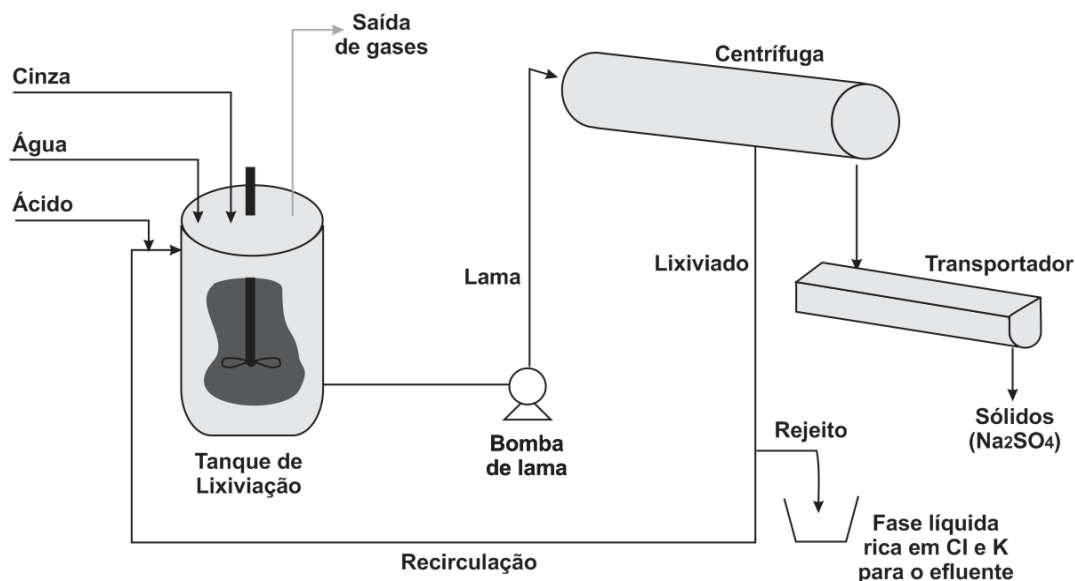 Saída
de gases
Cinza
Água
Ácido
Centrífuga
Lama
Lixiviado
Transportador
Tanque de
Lixiviação
Bomba
de lama
Rejeito
Sólidos
(Na₂SO₄)
Recirculação
Fase líquida
rica em Cl e K
para o efluente